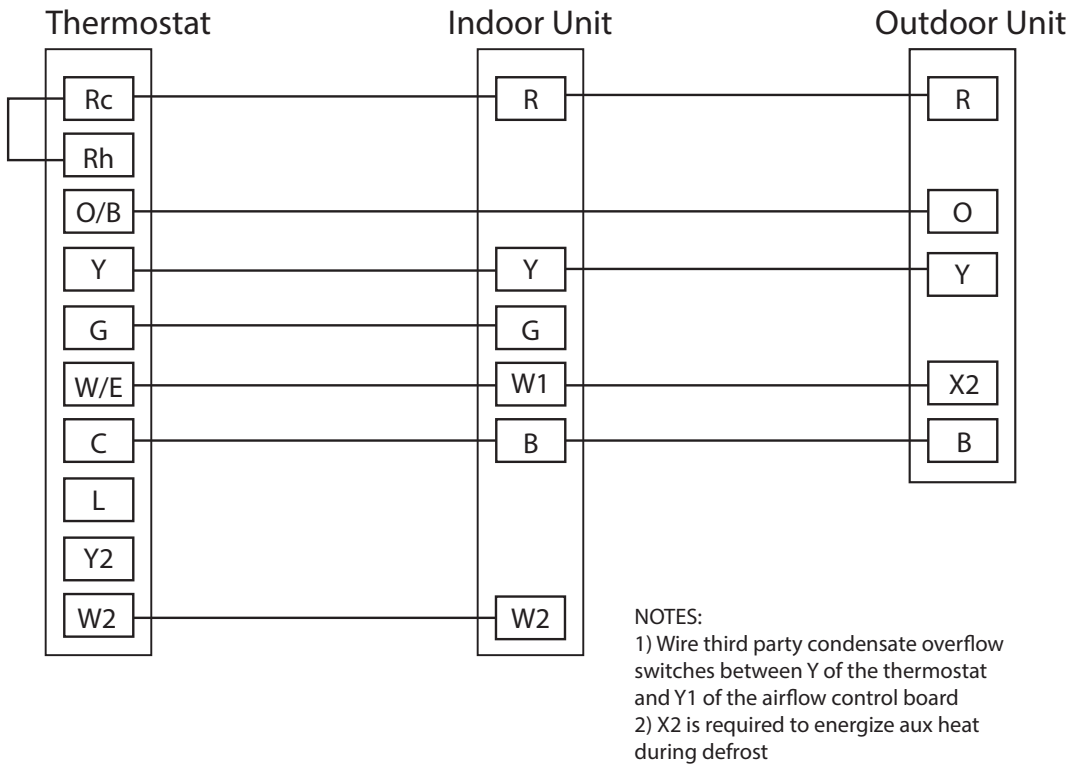 Thermostat
Indoor Unit
Outdoor Unit
Rc
R
R
Rh
O/B
O
Y
Y
Y
G
G
W/E
W1
X2
C
B
B
L
Y2
W2
W2
NOTES:
1) Wire third party condensate overflow
switches between Y of the thermostat
and Y1 of the airflow control board
2) X2 is required to energize aux heat
during defrost